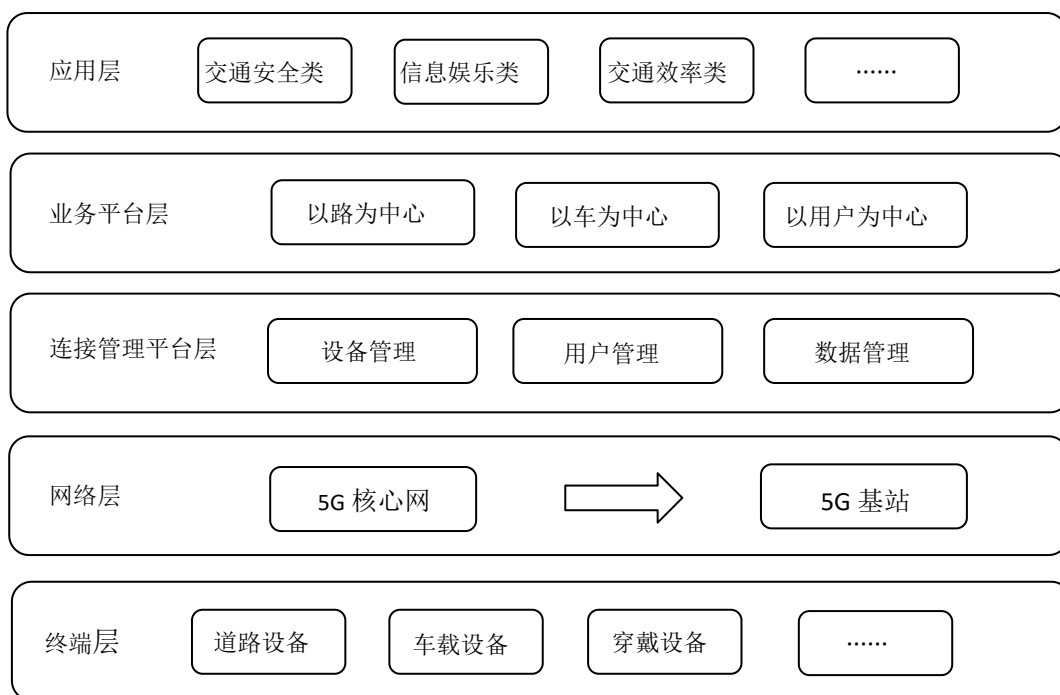 应用层 交通安全类 信息娱乐类 交通效率类 ……
业务平台层 以路为中心 以车为中心 以用户为中心
连接管理平台层 设备管理 用户管理 数据管理
网络层 5G 核心网 5G 基站
终端层 道路设备 车载设备 穿戴设备 ……